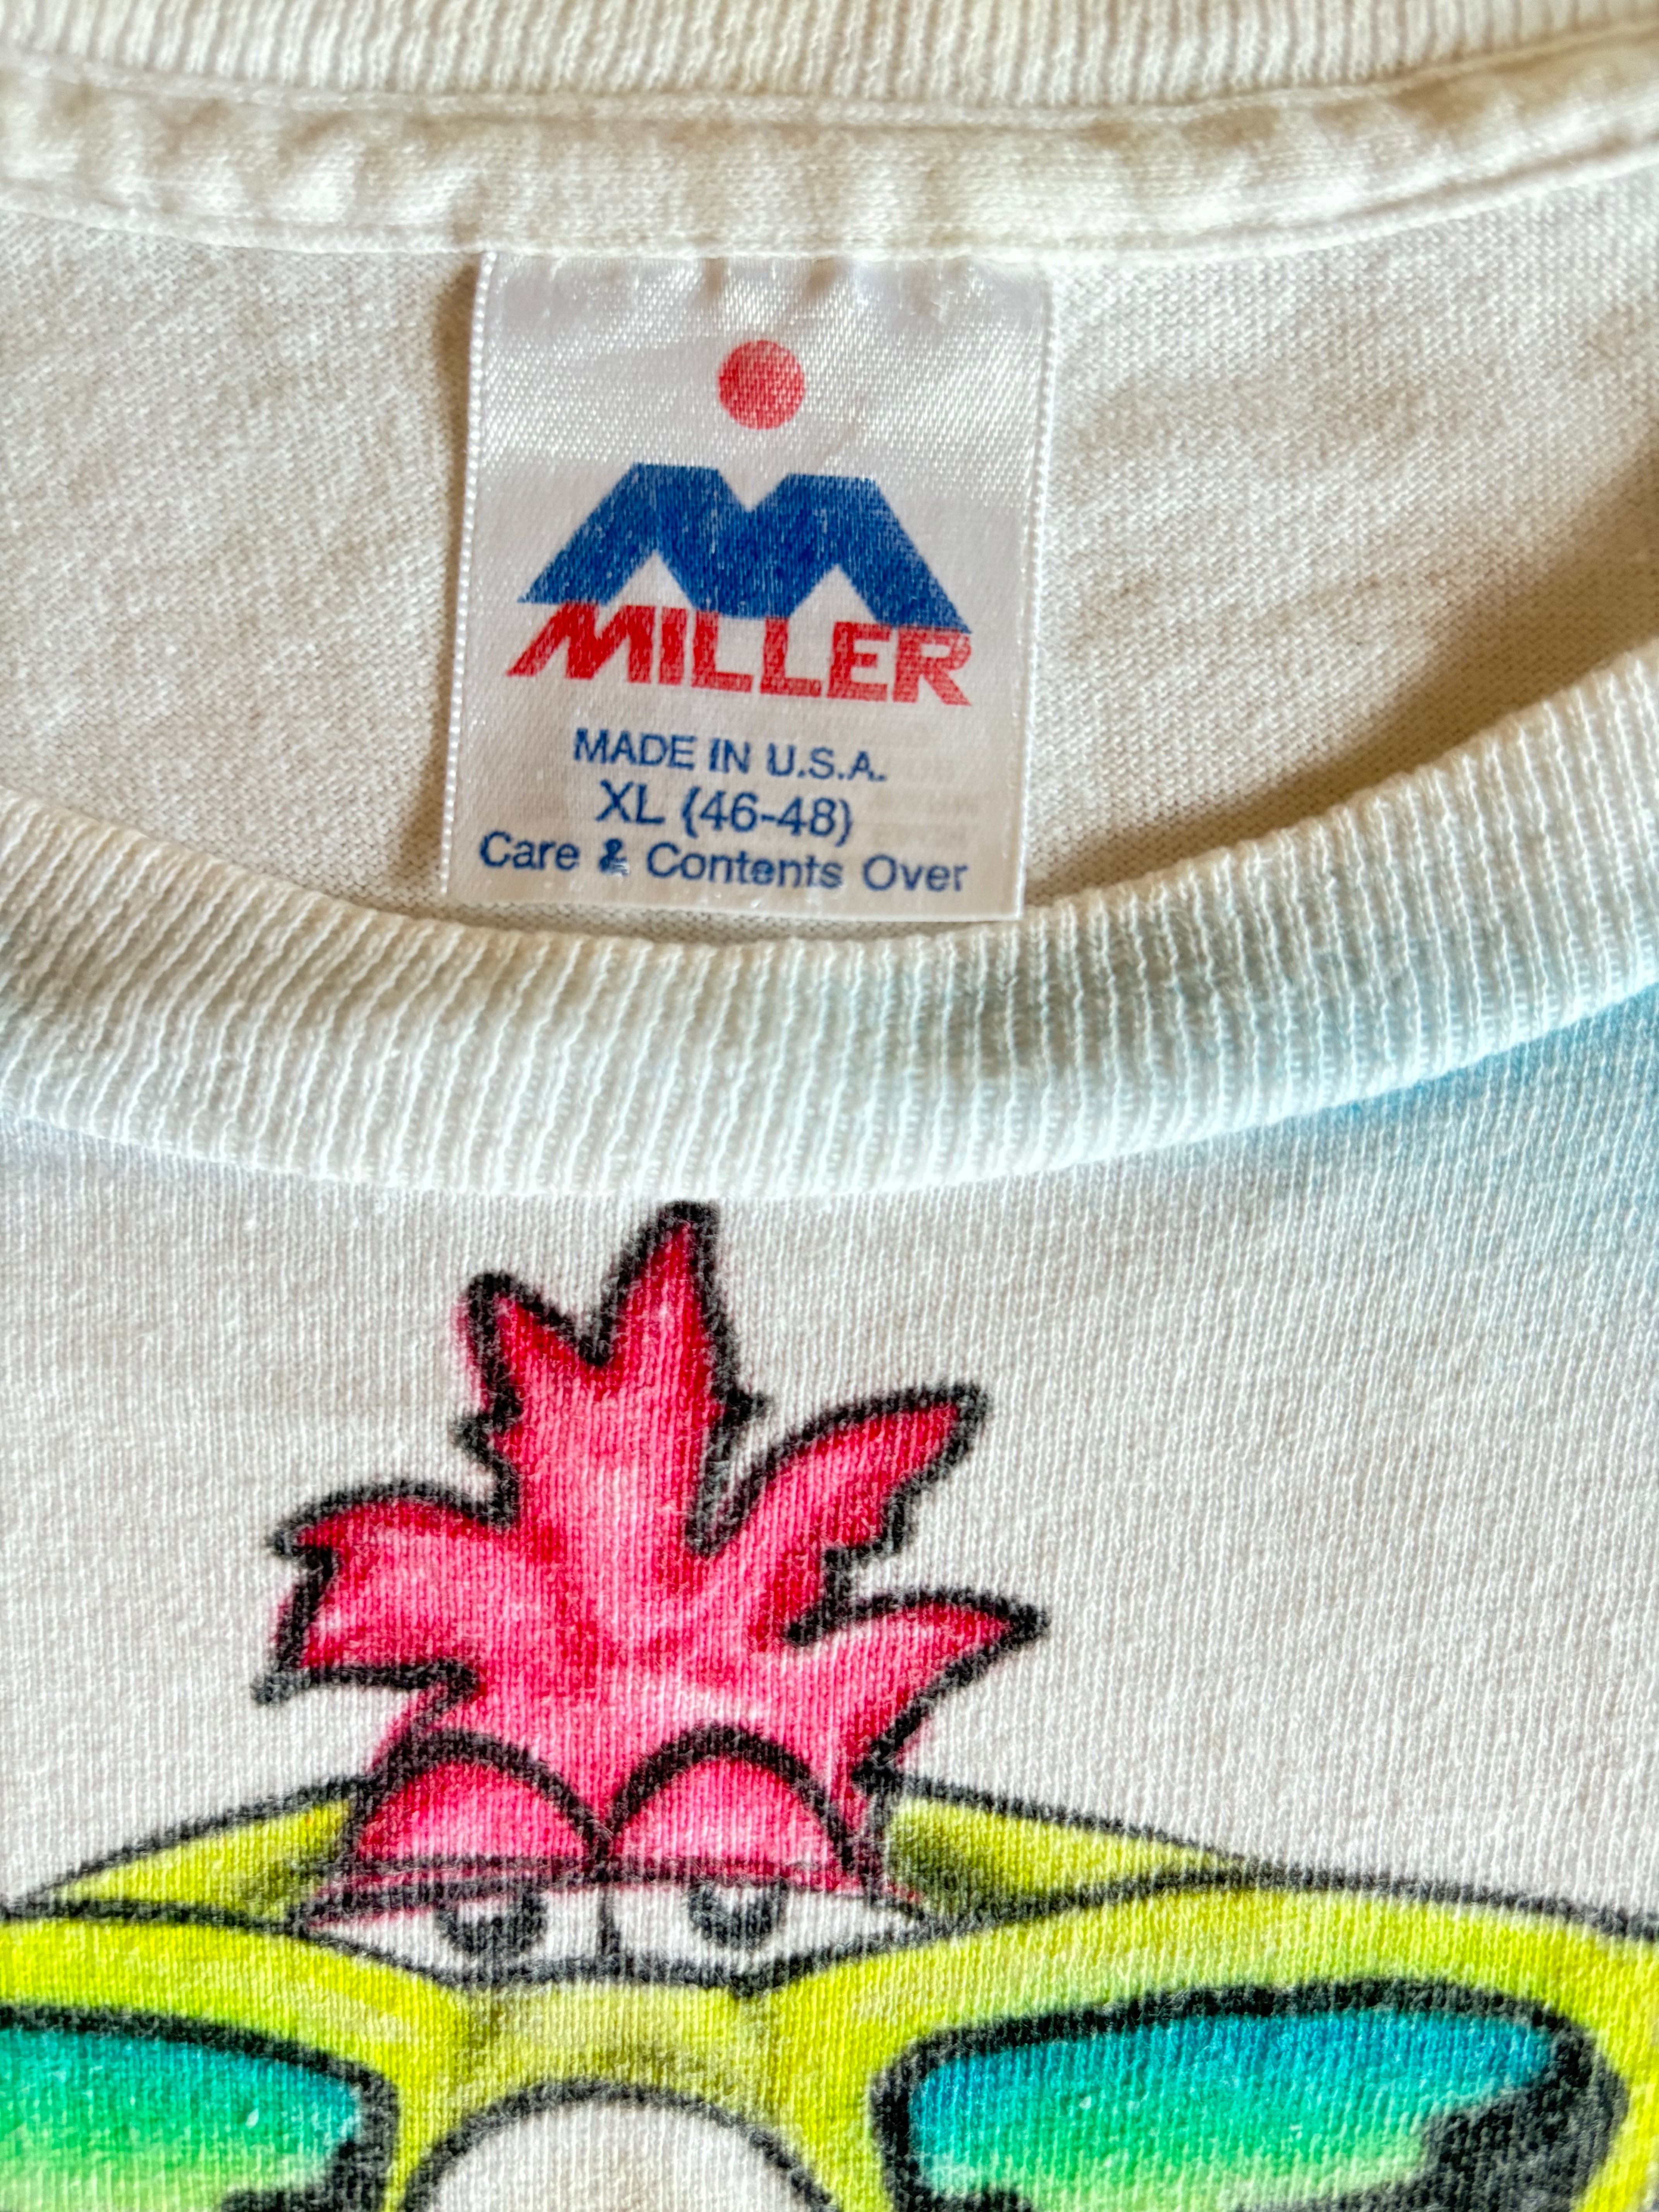 MILLER
MADE IN U.S.A.
XL (46-48)
Care & Contents Over